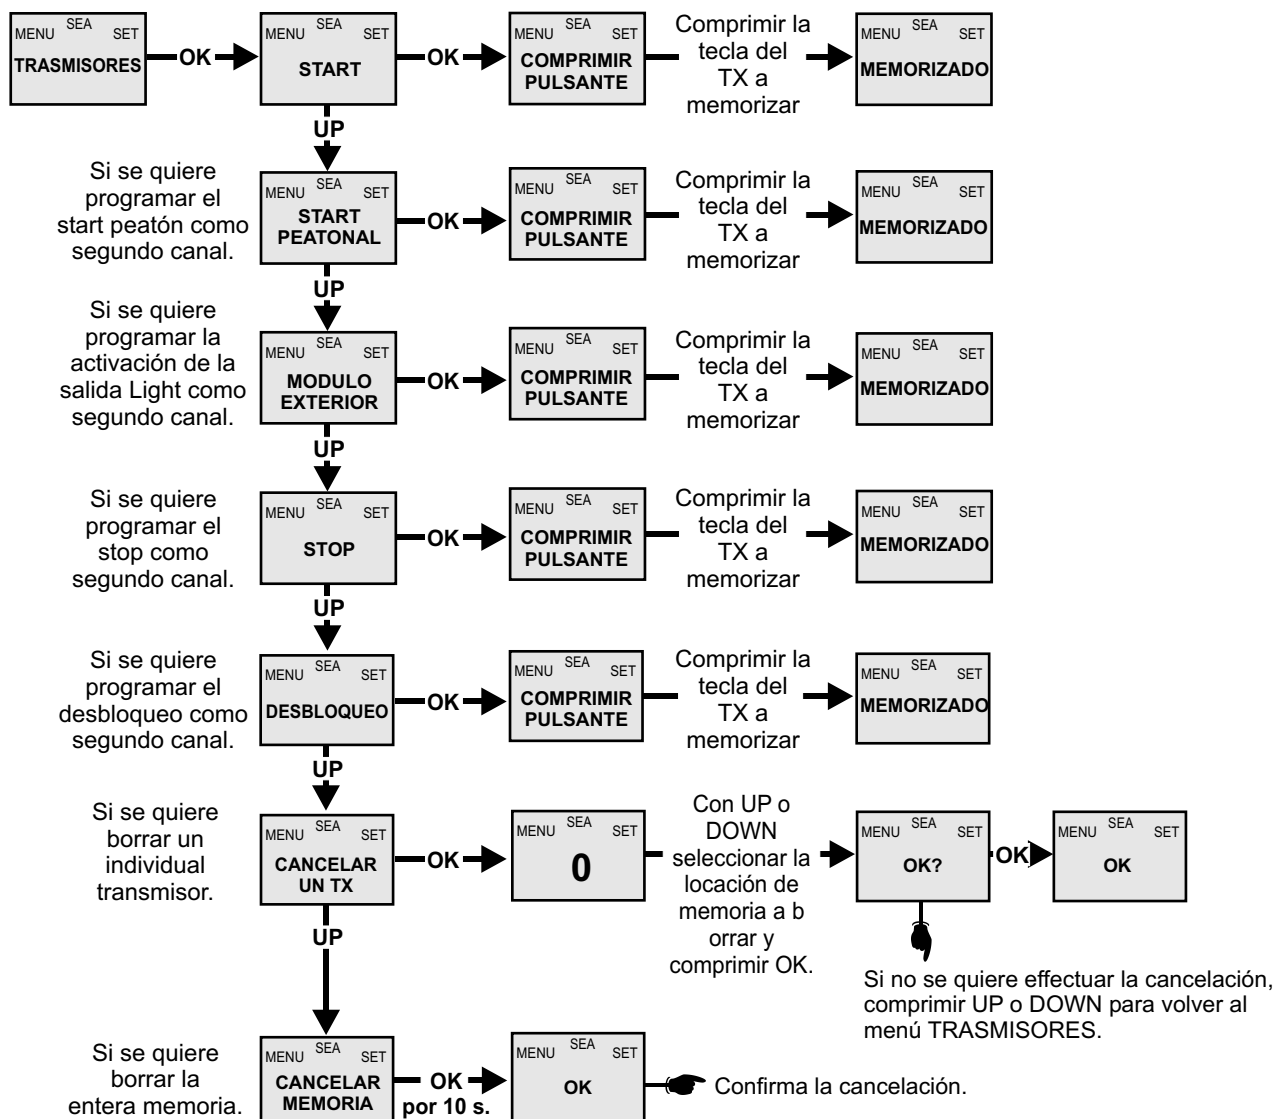 MENU SEA SET
TRASMISORES
OK
MENU SEA SET
START
OK
MENU SEA SET
COMPRIMIR
PULSANTE
Comprimir la
tecla del
TX a
memorizar
MENU SEA SET
MEMORIZADO
UP
Si se quiere
programar el
start peatón como
segundo canal.
MENU SEA SET
START
PEATONAL
OK
MENU SEA SET
COMPRIMIR
PULSANTE
Comprimir la
tecla del
TX a
memorizar
MENU SEA SET
MEMORIZADO
UP
Si se quiere
programar la
activación de la
salida Light como
segundo canal.
MENU SEA SET
MODULO
EXTERIOR
OK
MENU SEA SET
COMPRIMIR
PULSANTE
Comprimir la
tecla del
TX a
memorizar
MENU SEA SET
MEMORIZADO
UP
Si se quiere
programar el
stop como
segundo canal.
MENU SEA SET
STOP
OK
MENU SEA SET
COMPRIMIR
PULSANTE
Comprimir la
tecla del
TX a
memorizar
MENU SEA SET
MEMORIZADO
UP
Si se quiere
programar el
desbloqueo como
segundo canal.
MENU SEA SET
DESBLOQUEO
OK
MENU SEA SET
COMPRIMIR
PULSANTE
Comprimir la
tecla del
TX a
memorizar
MENU SEA SET
MEMORIZADO
UP
Si se quiere
borrar un
individual
transmisor.
MENU SEA SET
CANCELAR
UN TX
OK
MENU SEA SET
0
Con UP o
DOWN
seleccionar la
locación de
memoria a b
orrar y
comprimir OK.
MENU SEA SET
OK?
OK
MENU SEA SET
OK
Si no se quiere effectuar la cancelación,
comprimir UP o DOWN para volver al
menú TRASMISORES.
UP
Si se quiere
borrar la
entera memoria.
MENU SEA SET
CANCELAR
MEMORIA
OK
por 10 s.
MENU SEA SET
OK
Confirma la cancelación.